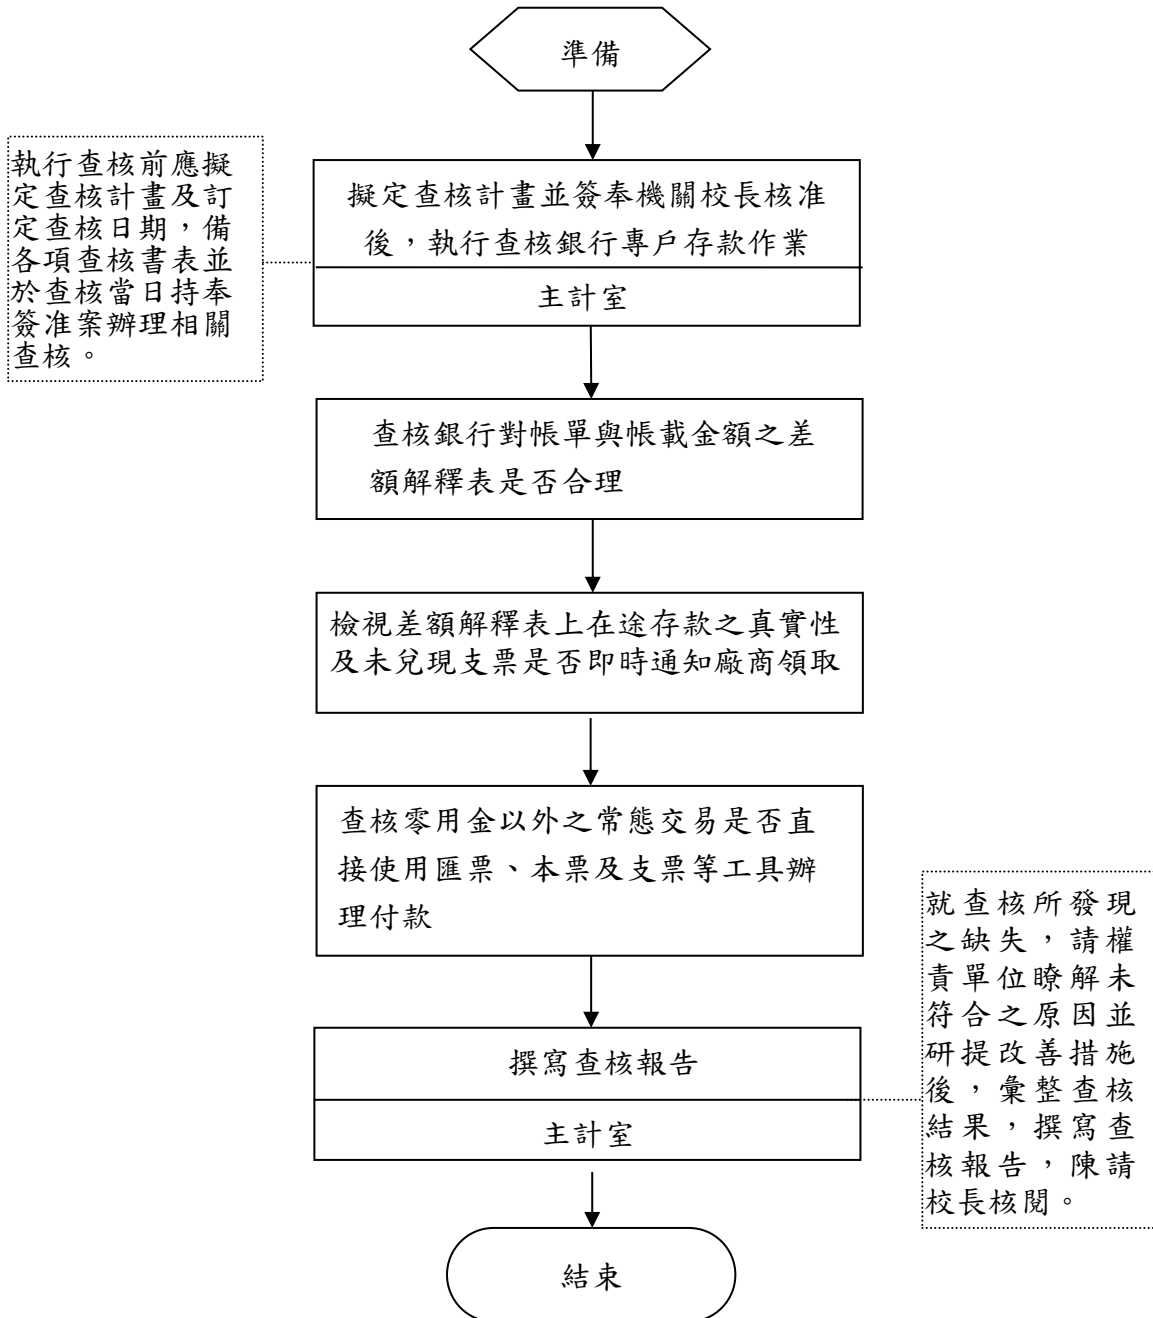 準備
執行查核前應擬
定查核計畫及訂
定查核日期，備
各項查核書表並
於查核當日持奉
簽准案辦理相關
查核。
擬定查核計畫並簽奉機關校長核准
後，執行查核銀行專戶存款作業
主計室
查核銀行對帳單與帳載金額之差
額解釋表是否合理
檢視差額解釋表上在途存款之真實性
及未兌現支票是否即時通知廠商領取
查核零用金以外之常態交易是否直
接使用匯票、本票及支票等工具辦
理付款
就查核所發現
之缺失，請權
責單位瞭解未
符合之原因並
研提改善措施
後，彙整查核
結果，撰寫查
核報告，陳請
校長核閱。
撰寫查核報告
主計室
結束